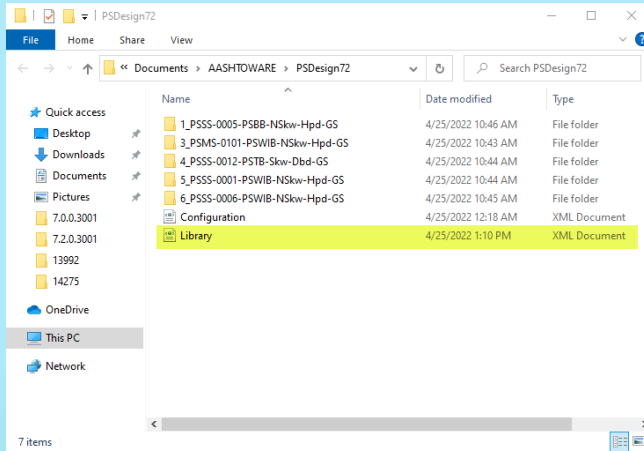 PSDesign72
File Home Share View
« Documents > AASHTOWARE > PSDesign72 Search PSDesign72
Name Date modified Type
Quick access
Desktop
Downloads
Documents
Pictures
7.0.0.3001
7.2.0.3001
13992
14275
OneDrive
This PC
Network
1_PSSS-0005-PSBB-NSkw-Hpd-GS 4/25/2022 10:46 AM File folder
3_PSMS-0101-PSWIB-NSkw-Hpd-GS 4/25/2022 10:43 AM File folder
4_PSSS-0012-PSTB-Skw-Dbd-GS 4/25/2022 10:44 AM File folder
5_PSSS-0001-PSWIB-NSkw-Hpd-GS 4/25/2022 10:44 AM File folder
6_PSSS-0006-PSWIB-NSkw-Hpd-GS 4/25/2022 10:45 AM File folder
Configuration 4/25/2022 12:18 AM XML Document
Library 4/25/2022 1:10 PM XML Document
7 items